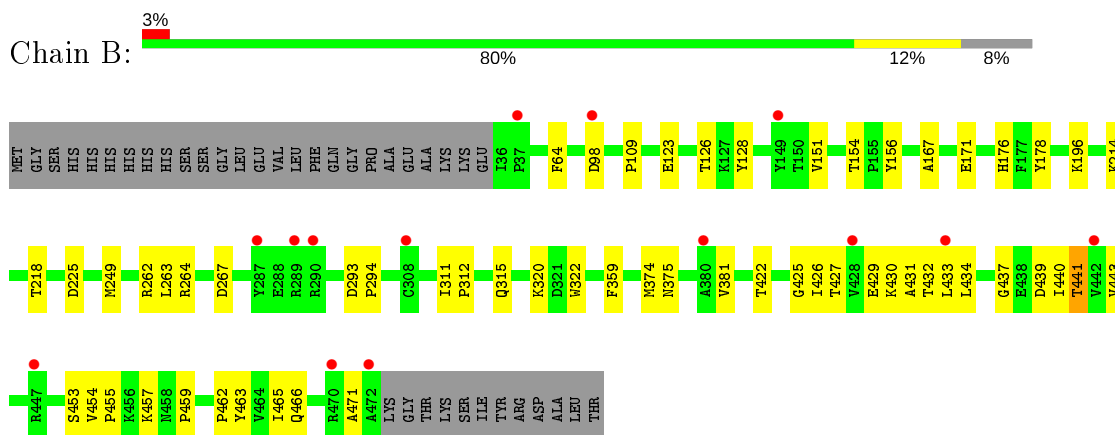 3%
Chain B:
80% 12% 8%
MET GLY SER HIS HIS HIS HIS HIS HIS SER SER GLY LEU GLU VAL LEU PHE GLN GLY PRO ALA GLU ALA LYS LYS GLU I36 P37 F64 D98 P109 E123 T126 K127 Y128 Y149 T150 V151 T154 P155 Y156 A167 E171 H176 F177 Y178 K196
T218 D225 M249 R262 L263 R264 D267 Y287 E288 R289 R290 D293 P294 C308 I311 P312 Q315 K320 D321 W322 F359 M374 N375 A380 V381 T422 G425 I426 T427 V428 E429 K430 A431 T432 L433 L434 G437 E438 D439 I440 T441 V442
R447 S453 V454 P455 K456 K457 N458 P459 P462 Y463 V464 I465 Q466 R470 A471 A472 LYS GLY THR LYS SER ILE TYR ARG ASP ALA LEU THR